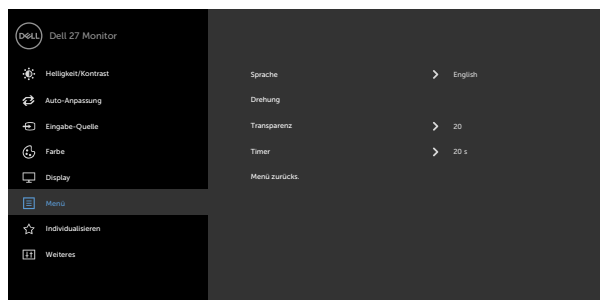 DELL Dell 27 Monitor
Helligkeit/Kontrast
Auto-Anpassung
Eingabe-Quelle
Farbe
Display
Menü
Individualisieren
Weiteres
Sprache English
Drehung
Transparenz 20
Timer 20 s
Menü zurücks.